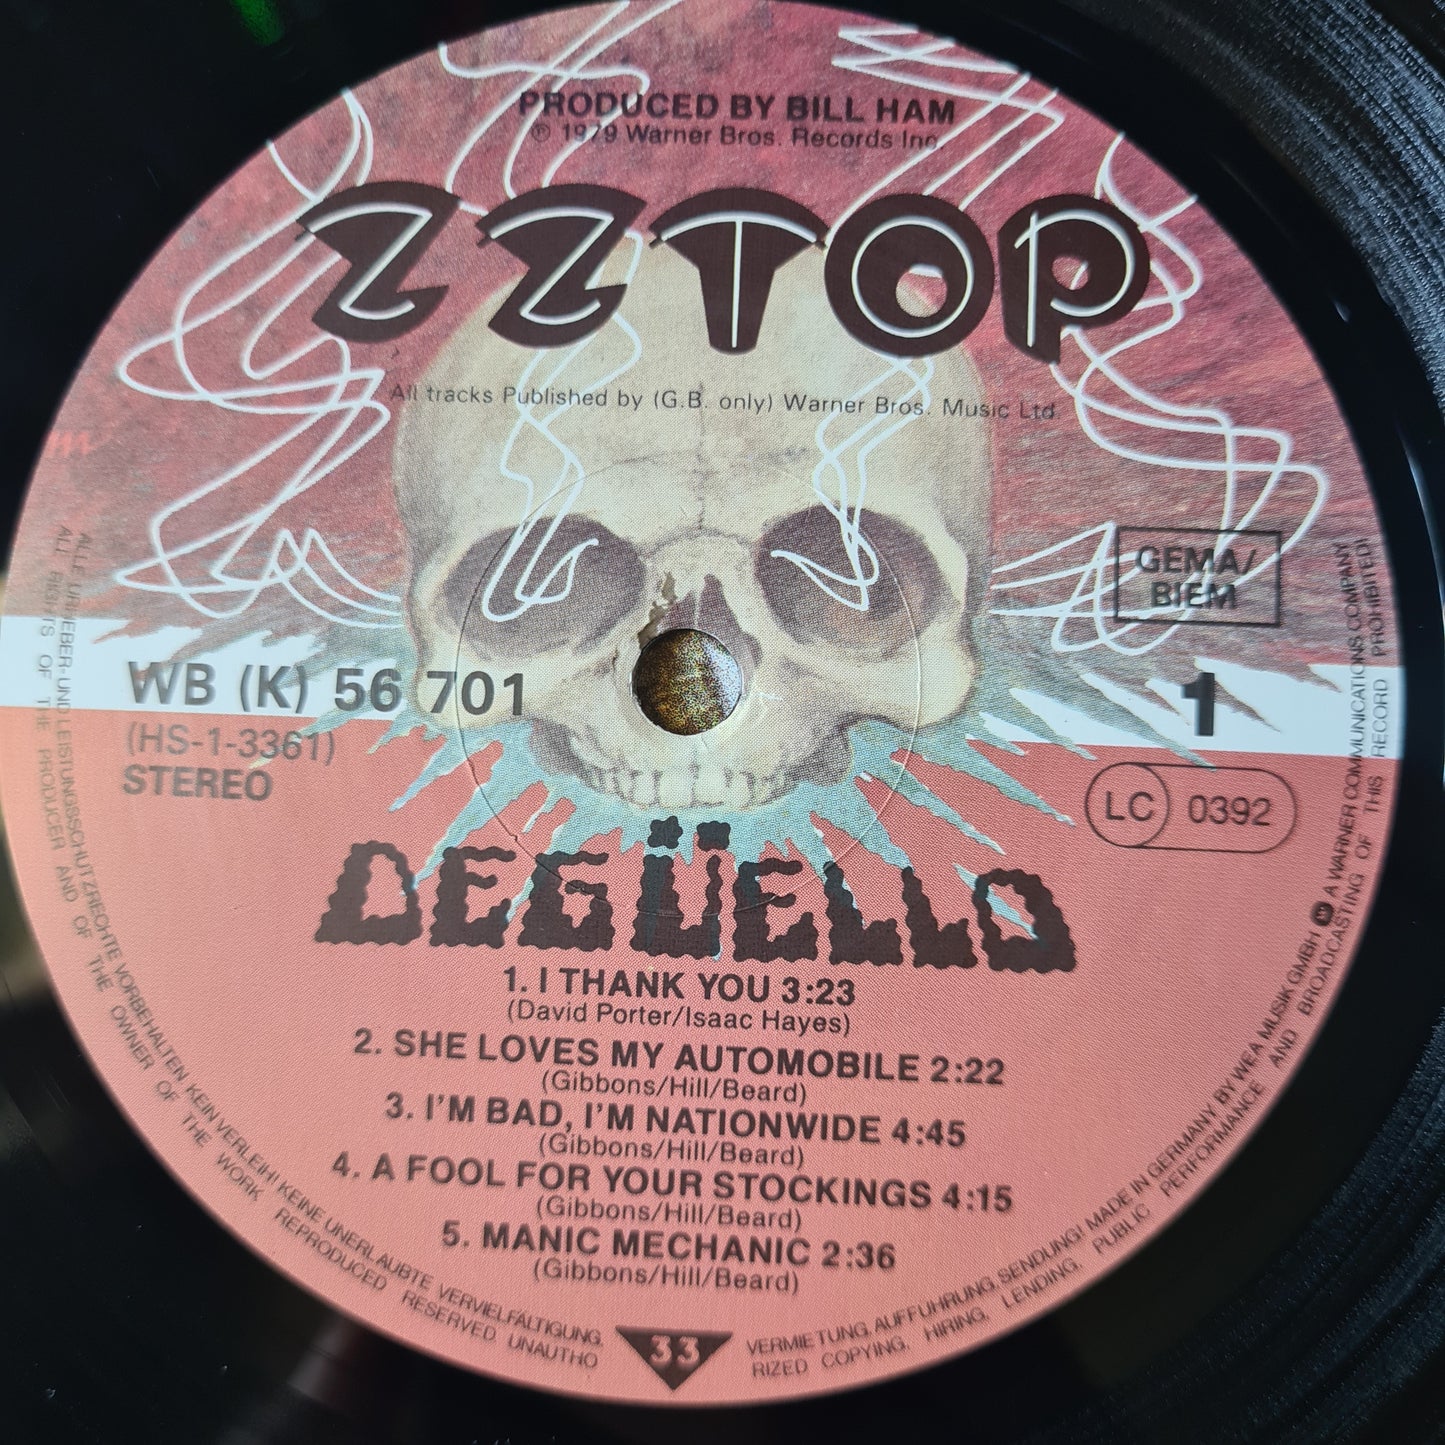 PRODUCED BY BILL HAM
℗ 1979 Warner Bros. Records Inc.
ZZTOP
All tracks Published by (G.B. only) Warner Bros. Music Ltd.
GEMA/
BIEM
WB (K) 56 701
1
(HS-1-3361)
STEREO
LC 0392
DEGÜELLO
1. I THANK YOU 3:23
(David Porter/Isaac Hayes)
2. SHE LOVES MY AUTOMOBILE 2:22
(Gibbons/Hill/Beard)
3. I'M BAD, I'M NATIONWIDE 4:45
(Gibbons/Hill/Beard)
4. A FOOL FOR YOUR STOCKINGS 4:15
(Gibbons/Hill/Beard)
5. MANIC MECHANIC 2:36
(Gibbons/Hill/Beard)
33
ALLE URHEBER- UND LEISTUNGSSCHUTZRECHTE VORBEHALTEN KEIN VERLEIH! KEINE UNERLAUBTE VERVIELFÄLTIGUNG, VERMIETUNG, AUFFÜHRUNG, SENDUNG! MADE IN GERMANY BY WEA MUSIK GMBH A WARNER COMMUNICATIONS COMPANY
ALL RIGHTS OF THE PRODUCER AND OF THE OWNER OF THE WORK REPRODUCED RESERVED UNAUTHO RIZED COPYING, HIRING, LENDING, PUBLIC PERFORMANCE AND BROADCASTING OF THIS RECORD PROHIBITED!